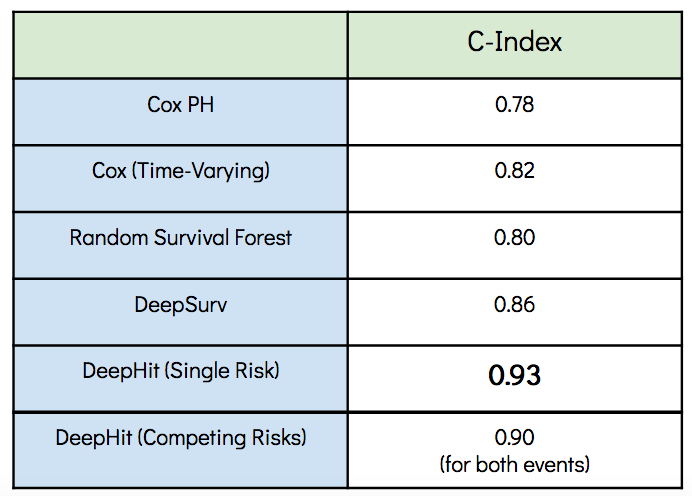 C-Index
Cox PH
0.78
Cox (Time-Varying)
0.82
Random Survival Forest
0.80
DeepSurv
0.86
DeepHit (Single Risk)
0.93
DeepHit (Competing Risks)
0.90
(for both events)